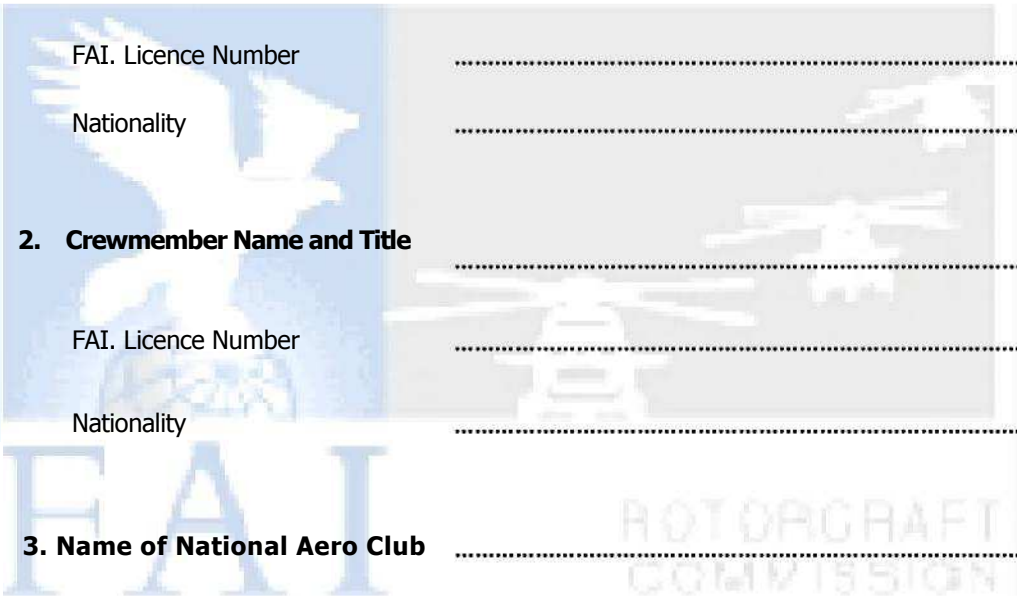 FAI. Licence Number
Nationality
2. Crewmember Name and Title
FAI. Licence Number
Nationality
FAI
ROTORCRAFT
3. Name of National Aero Club
COMMISSION